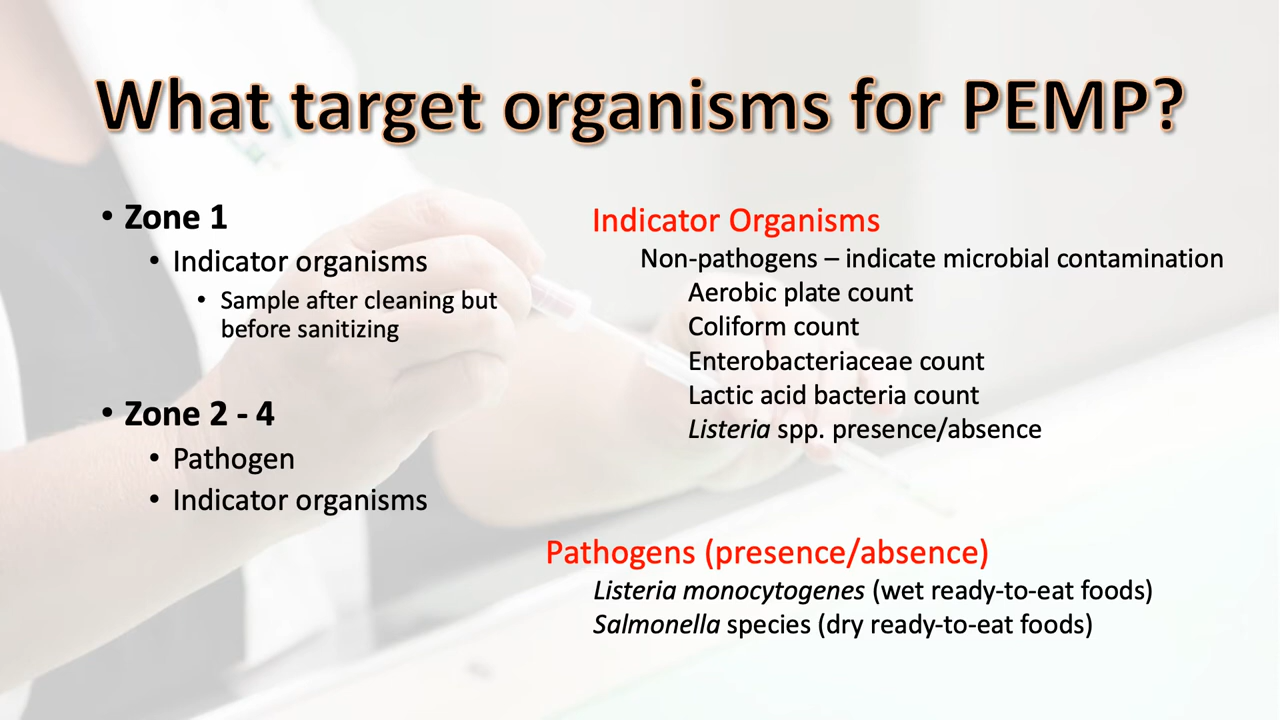 What target organisms for PEMP?
• Zone 1
• Indicator organisms
• Sample after cleaning but
before sanitizing
• Zone 2 - 4
• Pathogen
• Indicator organisms
Indicator Organisms
Non-pathogens – indicate microbial contamination
Aerobic plate count
Coliform count
Enterobacteriaceae count
Lactic acid bacteria count
Listeria spp. presence/absence
Pathogens (presence/absence)
Listeria monocytogenes (wet ready-to-eat foods)
Salmonella species (dry ready-to-eat foods)